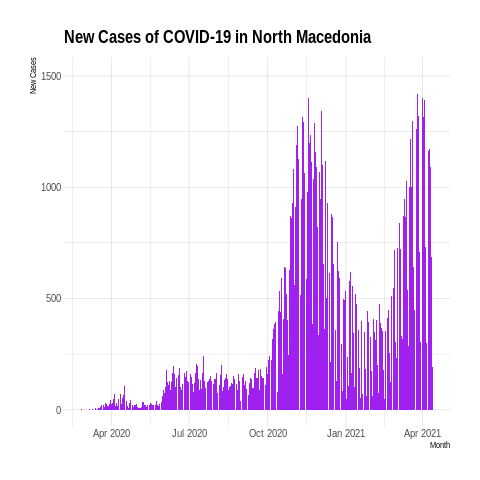 New Cases of COVID-19 in North Macedonia
New Cases
1500
1000
500
0
Apr 2020
Jul 2020
Oct 2020
Jan 2021
Apr 2021
Month